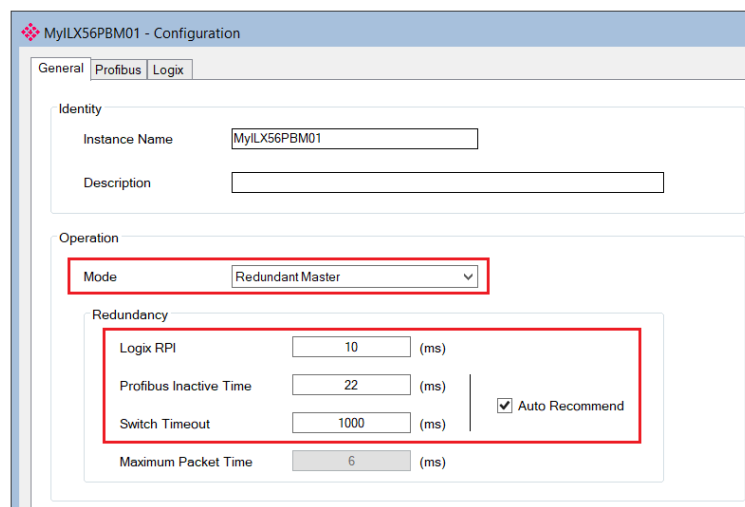 MyILX56PBM01 - Configuration
General Profibus Logix
Identity
Instance Name MyILX56PBM01
Description
Operation
Mode Redundant Master
Redundancy
Logix RPI 10 (ms)
Profibus Inactive Time 22 (ms)
Auto Recommend
Switch Timeout 1000 (ms)
Maximum Packet Time 6 (ms)